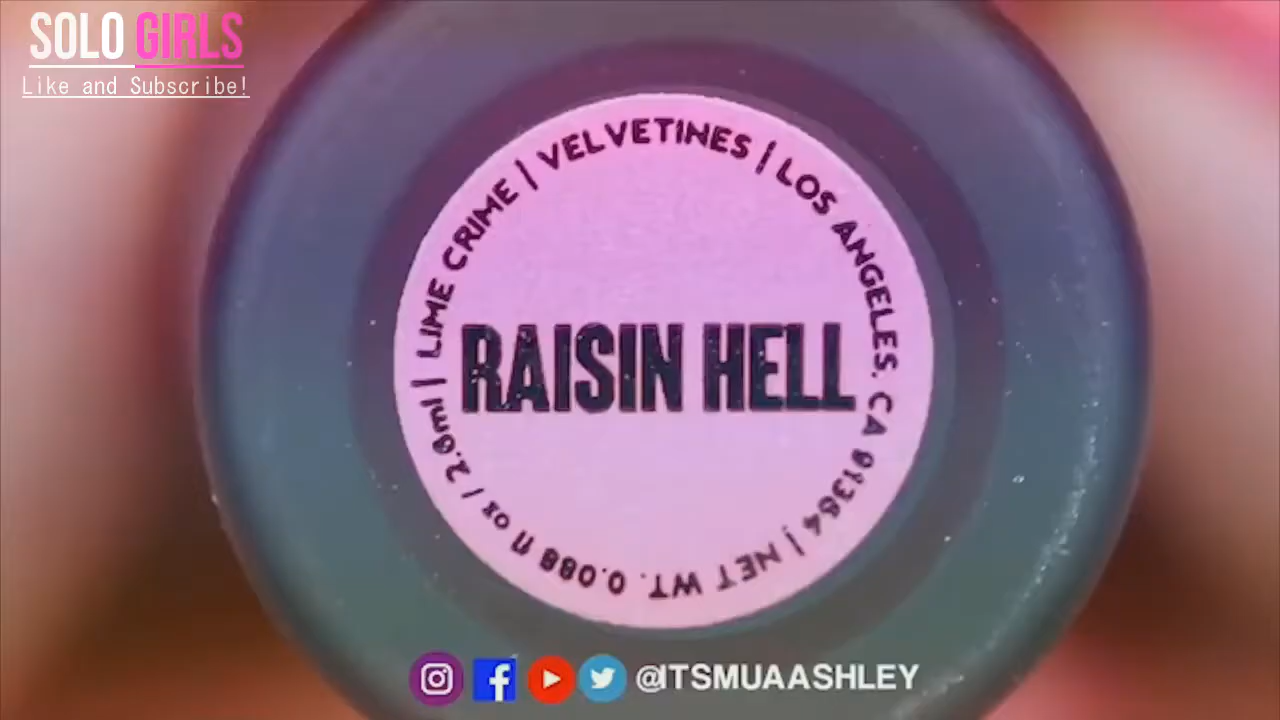 SOLO GIRLS
Like and Subscribe!
LIME CRIME | VELVETINES | LOS ANGELES. CA 91364 | NET WT. 0.088 fl oz / 2.6ml |
RAISIN HELL
@ITSMUAASHLEY